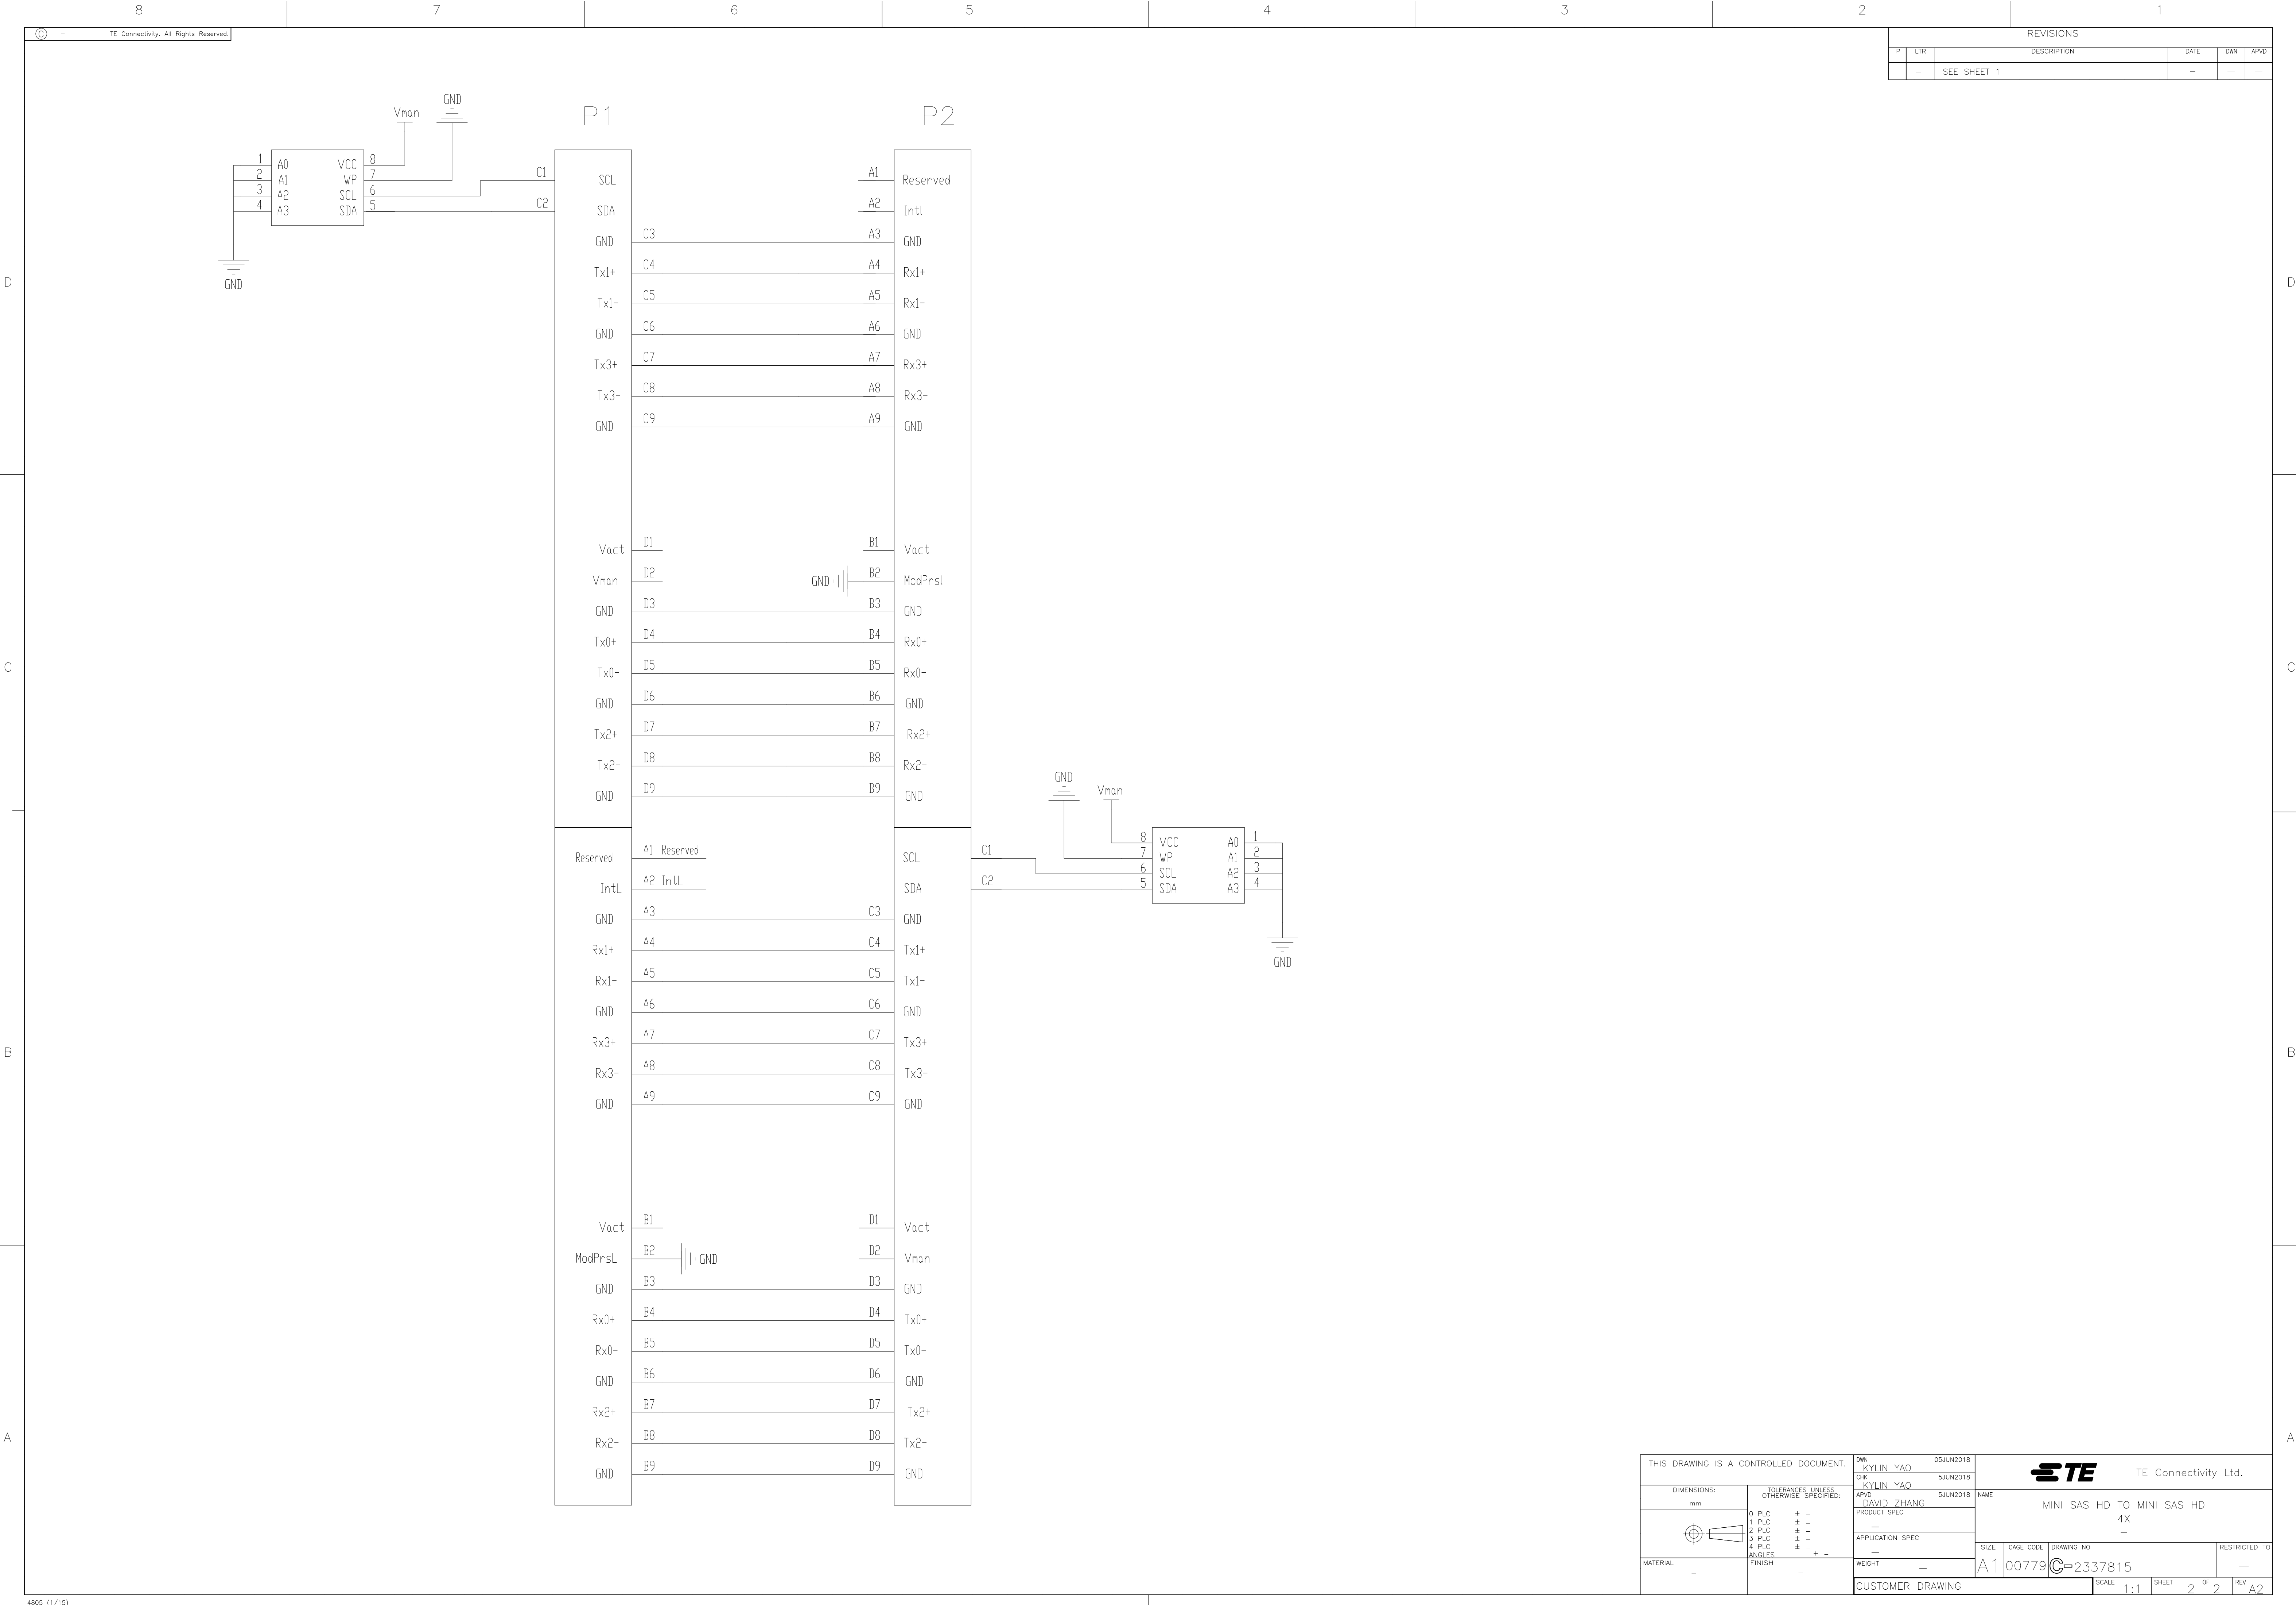 8 7 6 5 4 3 2 1
© - TE Connectivity. All Rights Reserved.
REVISIONS
P LTR DESCRIPTION DATE DWN APVD
- SEE SHEET 1 - - -
P1 P2
Vman GND
1 A0 VCC 8
2 A1 WP 7
3 A2 SCL 6
4 A3 SDA 5
GND
C1 SCL A1 Reserved
C2 SDA A2 Intl
GND C3 A3 GND
Tx1+ C4 A4 Rx1+
D D
Tx1- C5 A5 Rx1-
GND C6 A6 GND
Tx3+ C7 A7 Rx3+
Tx3- C8 A8 Rx3-
GND C9 A9 GND
Vact D1 B1 Vact
Vman D2 GND B2 ModPrsl
GND D3 B3 GND
Tx0+ D4 B4 Rx0+
C C
Tx0- D5 B5 Rx0-
GND D6 B6 GND
Tx2+ D7 B7 Rx2+
Tx2- D8 B8 Rx2-
GND D9 B9 GND
GND Vman
8 VCC A0 1
7 WP A1 2
6 SCL A2 3
5 SDA A3 4
GND
Reserved A1 Reserved SCL C1
IntL A2 IntL SDA C2
GND A3 C3 GND
Rx1+ A4 C4 Tx1+
Rx1- A5 C5 Tx1-
GND A6 C6 GND
Rx3+ A7 C7 Tx3+
B B
Rx3- A8 C8 Tx3-
GND A9 C9 GND
Vact B1 D1 Vact
ModPrsL B2 GND D2 Vman
GND B3 D3 GND
Rx0+ B4 D4 Tx0+
Rx0- B5 D5 Tx0-
GND B6 D6 GND
Rx2+ B7 D7 Tx2+
A A
Rx2- B8 D8 Tx2-
GND B9 D9 GND
THIS DRAWING IS A CONTROLLED DOCUMENT.
DIMENSIONS:
mm
TOLERANCES UNLESS
OTHERWISE SPECIFIED:
0 PLC ± -
1 PLC ± -
2 PLC ± -
3 PLC ± -
4 PLC ± -
ANGLES ± -
MATERIAL
-
FINISH
-
DWN 05JUN2018
KYLIN YAO
CHK 5JUN2018
KYLIN YAO
APVD 5JUN2018
DAVID ZHANG
PRODUCT SPEC
-
APPLICATION SPEC
-
WEIGHT -
CUSTOMER DRAWING
TE TE Connectivity Ltd.
NAME
MINI SAS HD TO MINI SAS HD
4X
-
SIZE CAGE CODE DRAWING NO RESTRICTED TO
A1 00779 C-2337815 -
SCALE 1:1 SHEET 2 OF 2 REV A2
4805 (1/15)